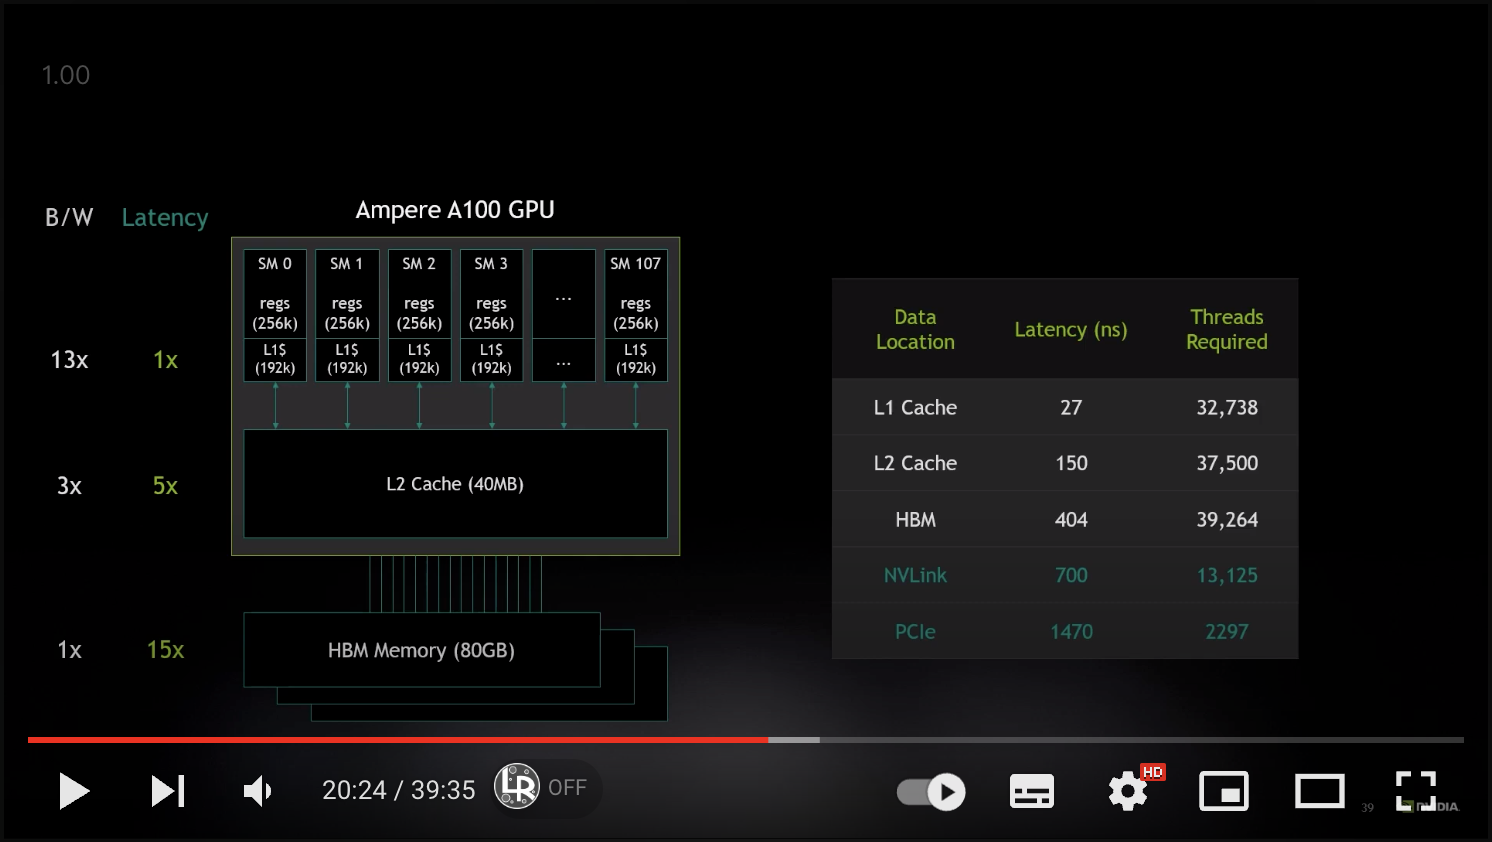 1.00
B/W Latency
Ampere A100 GPU
SM 0 SM 1 SM 2 SM 3 ... SM 107
regs regs regs regs regs
(256k) (256k) (256k) (256k) (256k)
L1$ L1$ L1$ L1$ ... L1$
(192k) (192k) (192k) (192k) (192k)
13x 1x
L2 Cache (40MB)
3x 5x
HBM Memory (80GB)
1x 15x
Data Location Latency (ns) Threads Required
L1 Cache 27 32,738
L2 Cache 150 37,500
HBM 404 39,264
NVLink 700 13,125
PCIe 1470 2297
20:24 / 39:35
LR OFF
HD
39
NVIDIA.